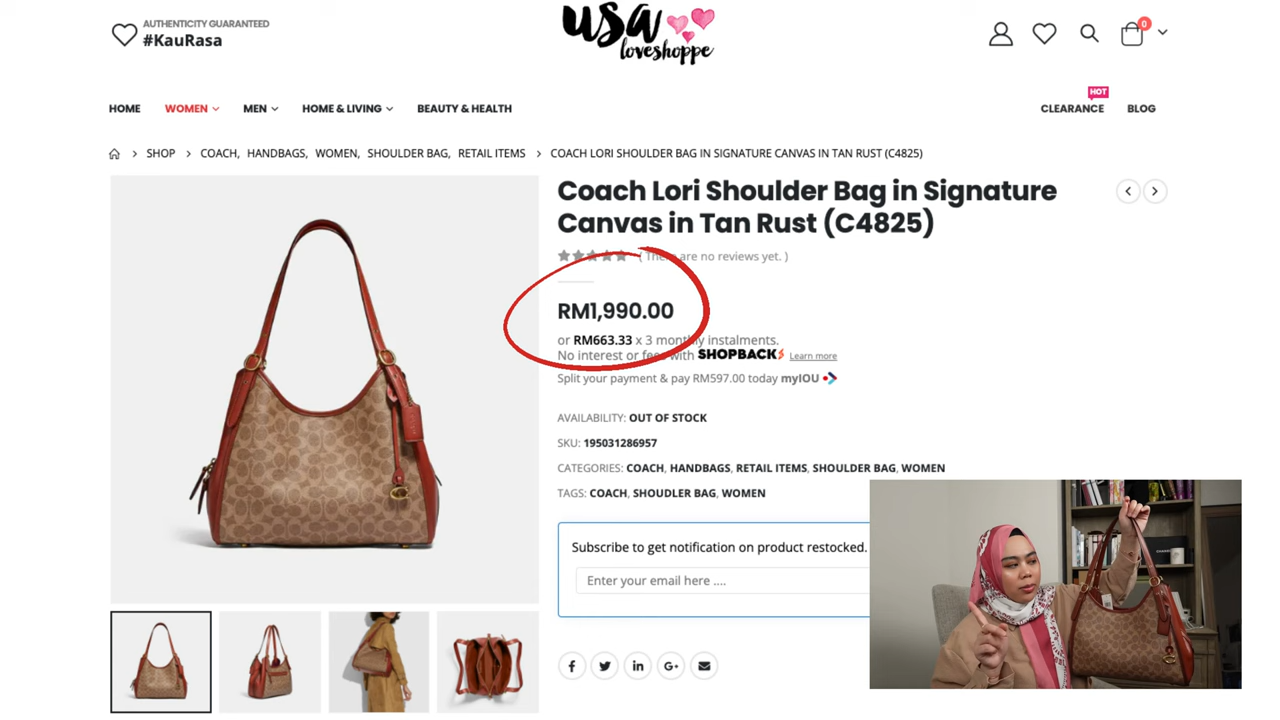 AUTHENTICITY GUARANTEED
#KauRasa
usa
loveshoppe
0
HOME
WOMEN
MEN
HOME & LIVING
BEAUTY & HEALTH
HOT
CLEARANCE
BLOG
SHOP > COACH, HANDBAGS, WOMEN, SHOULDER BAG, RETAIL ITEMS > COACH LORI SHOULDER BAG IN SIGNATURE CANVAS IN TAN RUST (C4825)
Coach Lori Shoulder Bag in Signature
Canvas in Tan Rust (C4825)
( There are no reviews yet. )
RM1,990.00
or RM663.33 x 3 monthly instalments.
No interest or fees with SHOPBACK Learn more
Split your payment & pay RM597.00 today myIOU
AVAILABILITY: OUT OF STOCK
SKU: 195031286957
CATEGORIES: COACH, HANDBAGS, RETAIL ITEMS, SHOULDER BAG, WOMEN
TAGS: COACH, SHOUDLER BAG, WOMEN
Subscribe to get notification on product restocked.
Enter your email here ....